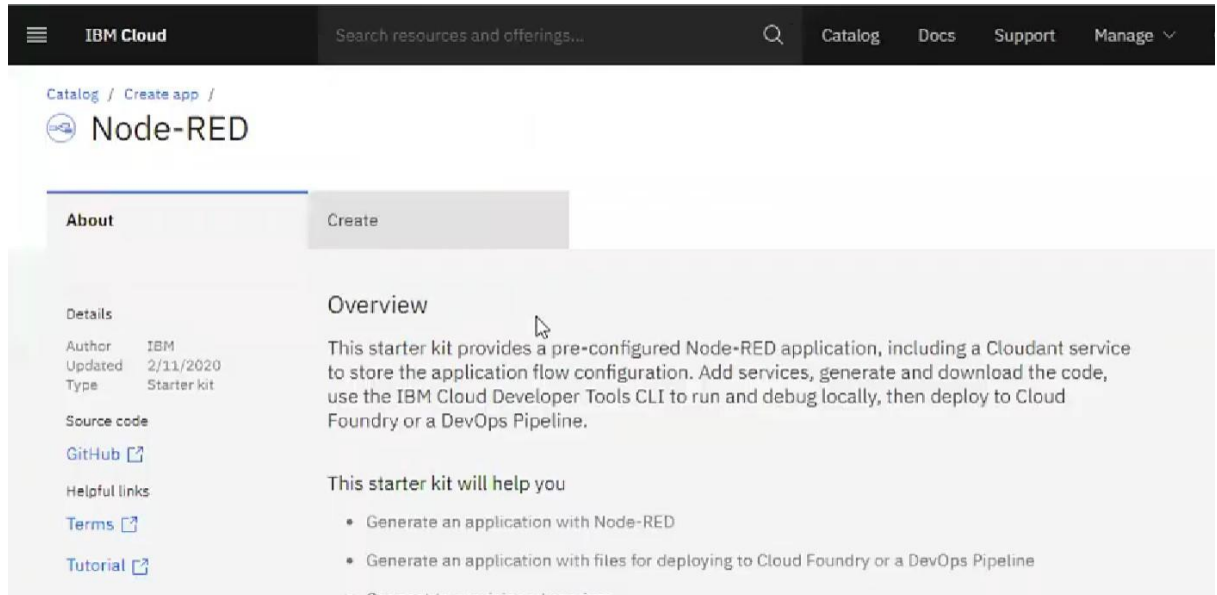 IBM Cloud
Search resources and offerings...
Catalog
Docs
Support
Manage
Catalog / Create app /
Node-RED
About
Create
Details
Author IBM
Updated 2/11/2020
Type Starter kit
Source code
GitHub
Helpful links
Terms
Tutorial
Overview
This starter kit provides a pre-configured Node-RED application, including a Cloudant service
to store the application flow configuration. Add services, generate and download the code,
use the IBM Cloud Developer Tools CLI to run and debug locally, then deploy to Cloud
Foundry or a DevOps Pipeline.
This starter kit will help you
• Generate an application with Node-RED
• Generate an application with files for deploying to Cloud Foundry or a DevOps Pipeline